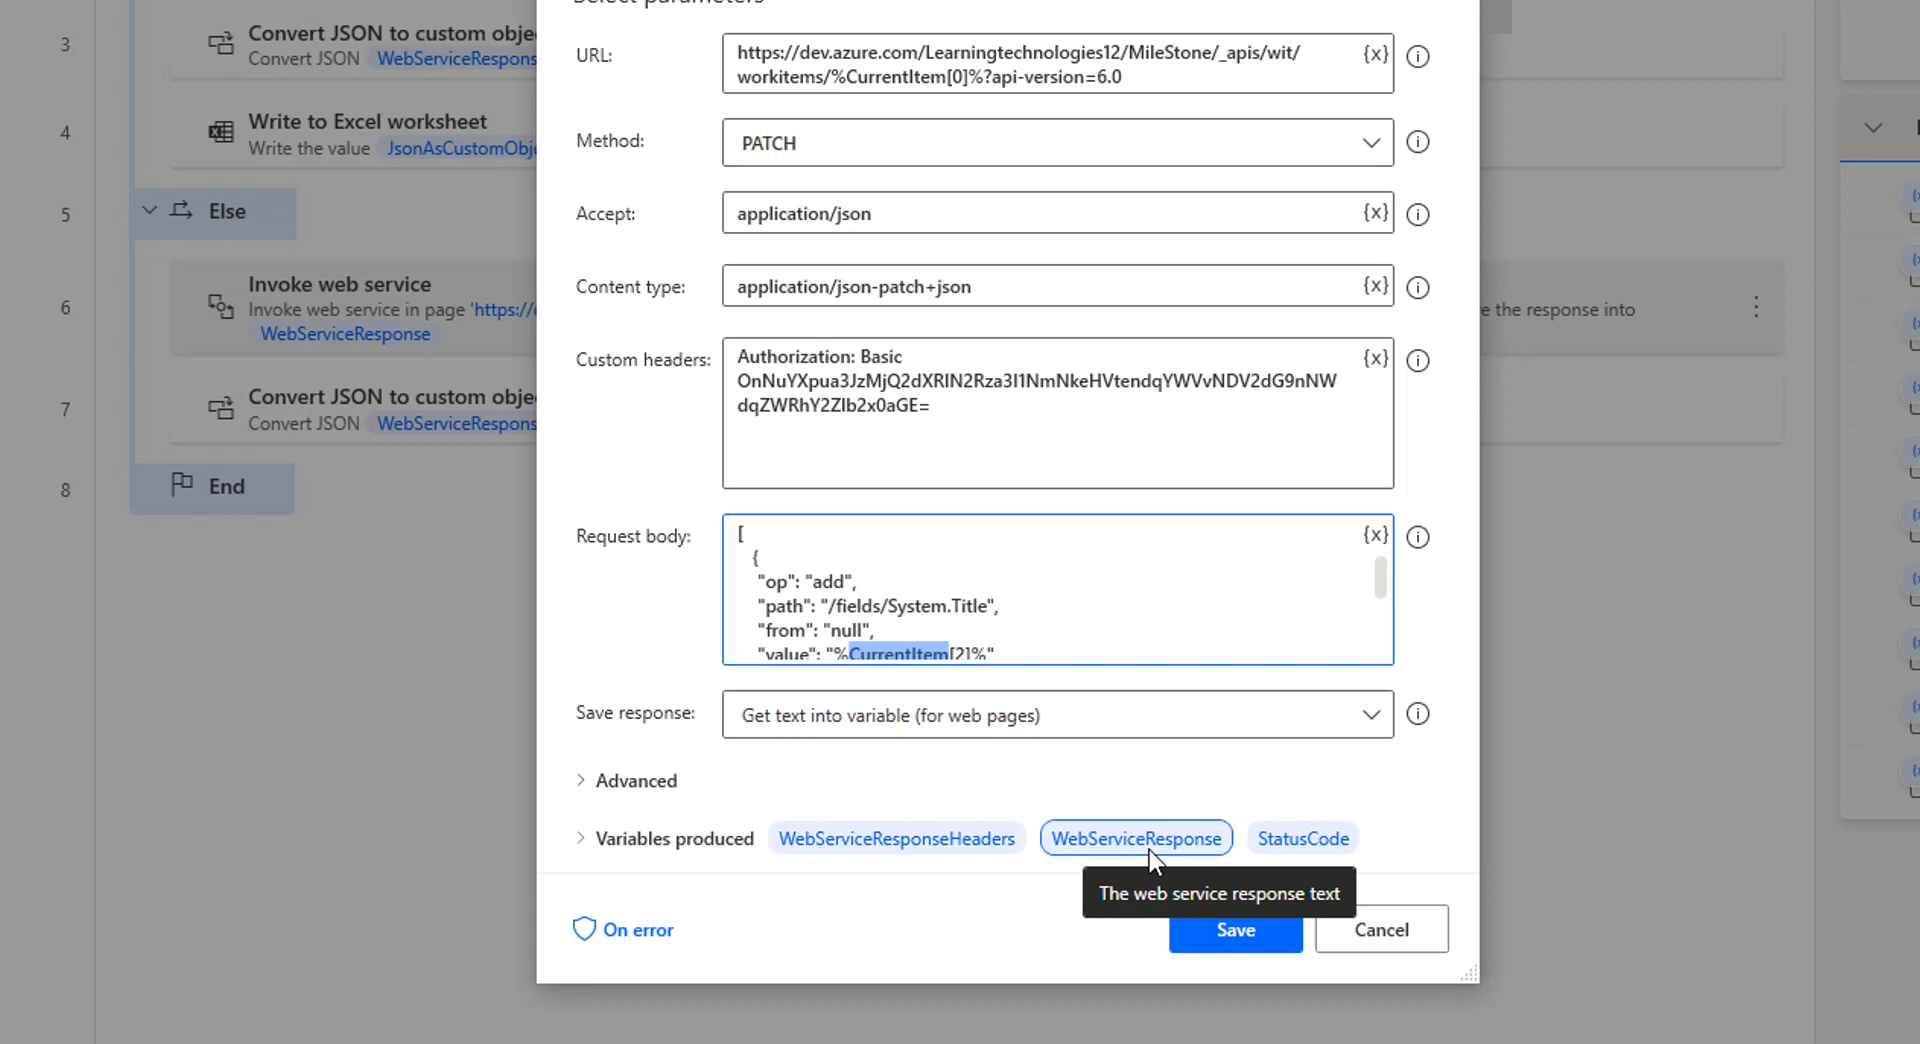 Select parameters
URL:
https://dev.azure.com/Learningtechnologies12/MileStone/_apis/wit/
workitems/%CurrentItem[0]%?api-version=6.0
{x}
Method:
PATCH
Accept:
application/json
{x}
Content type:
application/json-patch+json
{x}
Custom headers:
Authorization: Basic
{x}
Request body:
[
{x}
{
"op": "add",
"path": "/fields/System.Title",
"from": "null",
"value": "%CurrentItem[2]%"
Save response:
Get text into variable (for web pages)
Advanced
Variables produced
WebServiceResponseHeaders
WebServiceResponse
StatusCode
The web service response text
On error
Save
Cancel
3
Convert JSON to custom obje
Convert JSON WebServiceRespons
4
Write to Excel worksheet
Write the value JsonAsCustomObje
5
Else
6
Invoke web service
Invoke web service in page 'https://d
e the response into
WebServiceResponse
7
Convert JSON to custom obje
Convert JSON WebServiceRespons
8
End